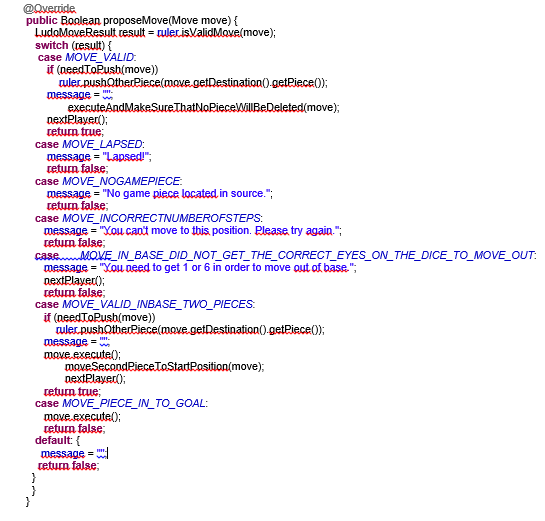 @Override
public Boolean proposeMove(Move move) {
LudoMoveResult result = ruler.isValidMove(move);
switch (result) {
case MOVE_VALID:
if (needToPush(move))
ruler.pushOtherPiece(move.getDestination().getPiece());
message = "";
executeAndMakeSureThatNoPieceWillBeDeleted(move);
nextPlayer();
return true;
case MOVE_LAPSED:
message = "Lapsed!";
return false;
case MOVE_NOGAMEPIECE:
message = "No game piece located in source.";
return false;
case MOVE_INCORRECTNUMBEROFSTEPS:
message = "You can't move to this position. Please try again.";
return false;
case MOVE_IN_BASE_DID_NOT_GET_THE_CORRECT_EYES_ON_THE_DICE_TO_MOVE_OUT:
message = "You need to get 1 or 6 in order to move out of base.";
nextPlayer();
return false;
case MOVE_VALID_INBASE_TWO_PIECES:
if (needToPush(move))
ruler.pushOtherPiece(move.getDestination().getPiece());
message = "";
move.execute();
moveSecondPieceToStartPosition(move);
nextPlayer();
return true;
case MOVE_PIECE_IN_TO_GOAL:
move.execute();
return false;
default: {
message = "";
return false;
}
}
}